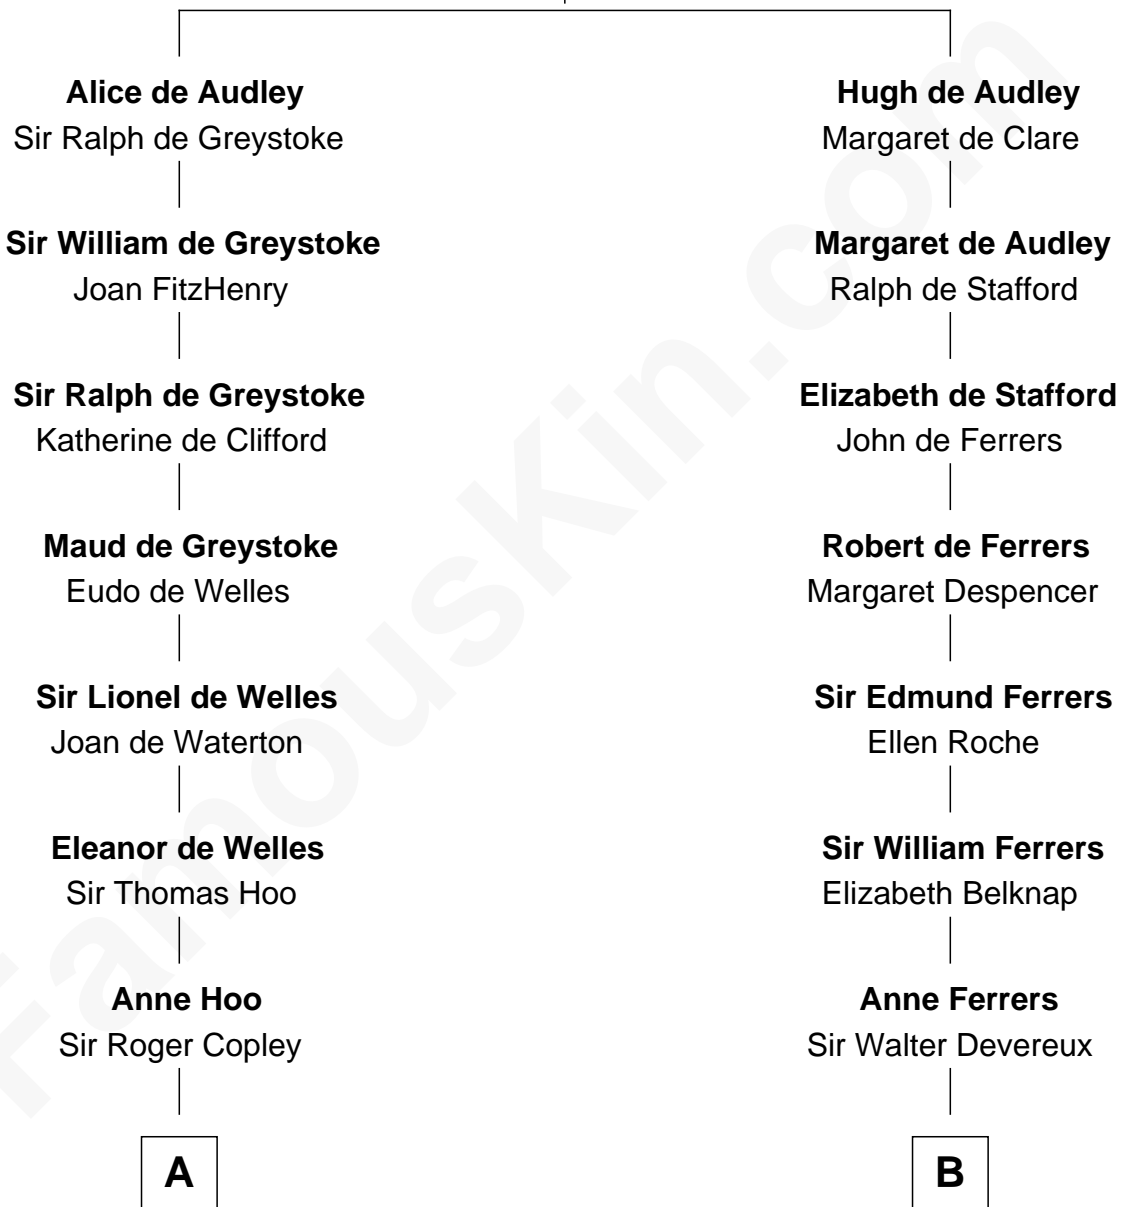 Alice de Audley
Sir Ralph de Greystoke
Sir William de Greystoke
Joan FitzHenry
Sir Ralph de Greystoke
Katherine de Clifford
Maud de Greystoke
Eudo de Welles
Sir Lionel de Welles
Joan de Waterton
Eleanor de Welles
Sir Thomas Hoo
Anne Hoo
Sir Roger Copley
A
Hugh de Audley
Margaret de Clare
Margaret de Audley
Ralph de Stafford
Elizabeth de Stafford
John de Ferrers
Robert de Ferrers
Margaret Despencer
Sir Edmund Ferrers
Ellen Roche
Sir William Ferrers
Elizabeth Belknap
Anne Ferrers
Sir Walter Devereux
B
FamousKin.com